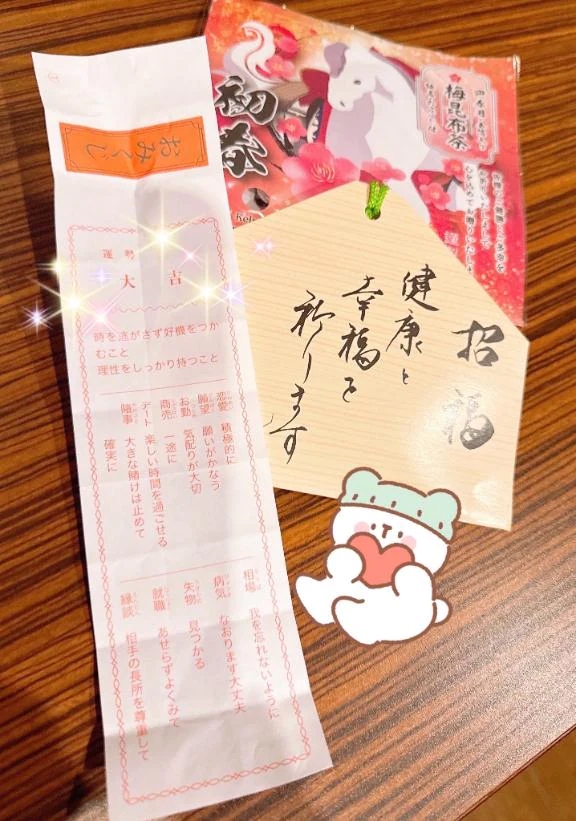 おみくじ
運勢
大吉
時を逃がさず好機をつか
むこと
理性をしっかり持つこと
恋愛 積極的に
願望 願いがかなう
お勤 気配りが大切
商売 一途に
デート 楽しい時間を過ごせる
賭事 大きな賭けは止めて
確実に
相場 我を忘れないように
病気 なおります大丈夫
失物 見つかる
就職 あせらずよくみて
縁談 相手の長所を尊重して
初春
梅昆布茶
招福
健康と
幸福を
祈ります